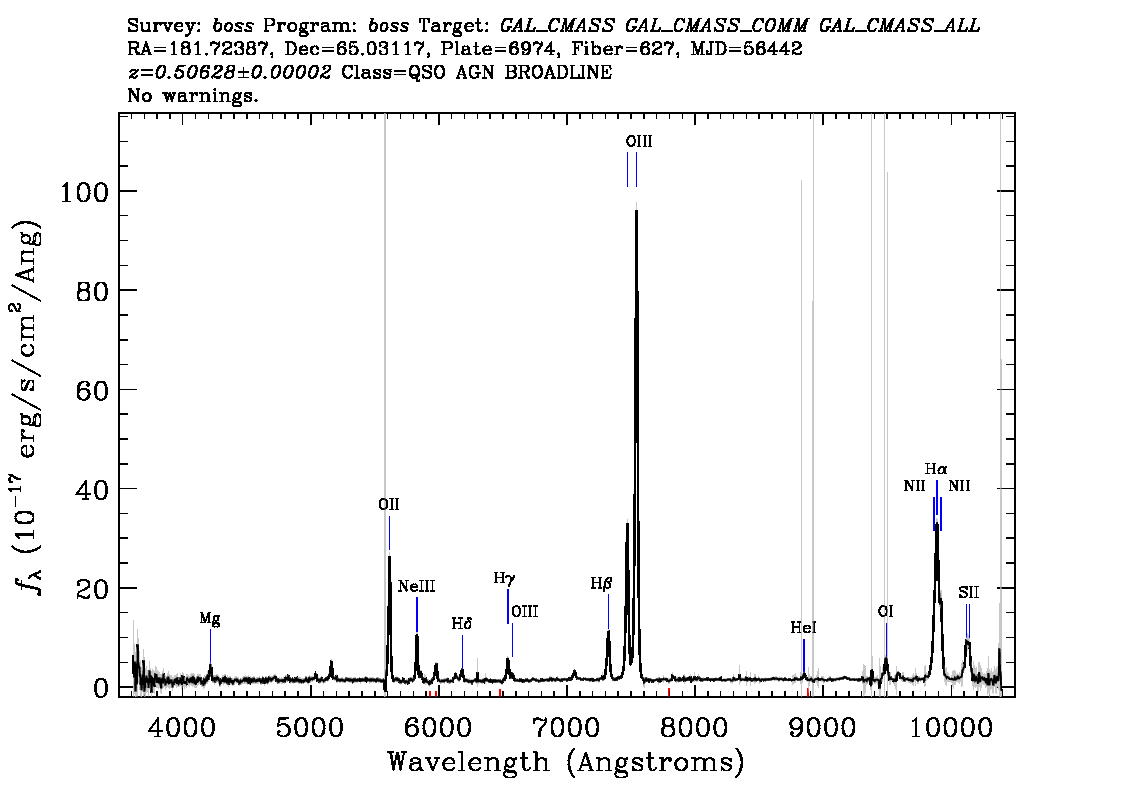 Survey: boss Program: boss Target: GAL_CMASS GAL_CMASS_COMM GAL_CMASS_ALL
RA=181.72387, Dec=65.03117, Plate=6974, Fiber=627, MJD=56442
z=0.50628±0.00002 Class=QSO AGN BROADLINE
No warnings.
OIII
100
80
60
40
20
0
f_λ (10^−17 erg/s/cm^2/Ang)
Hα
NII NII
OII
NeIII
Hγ
Hβ
SII
OIII
OI
Mg
Hδ
HeI
4000 5000 6000 7000 8000 9000 10000
Wavelength (Angstroms)